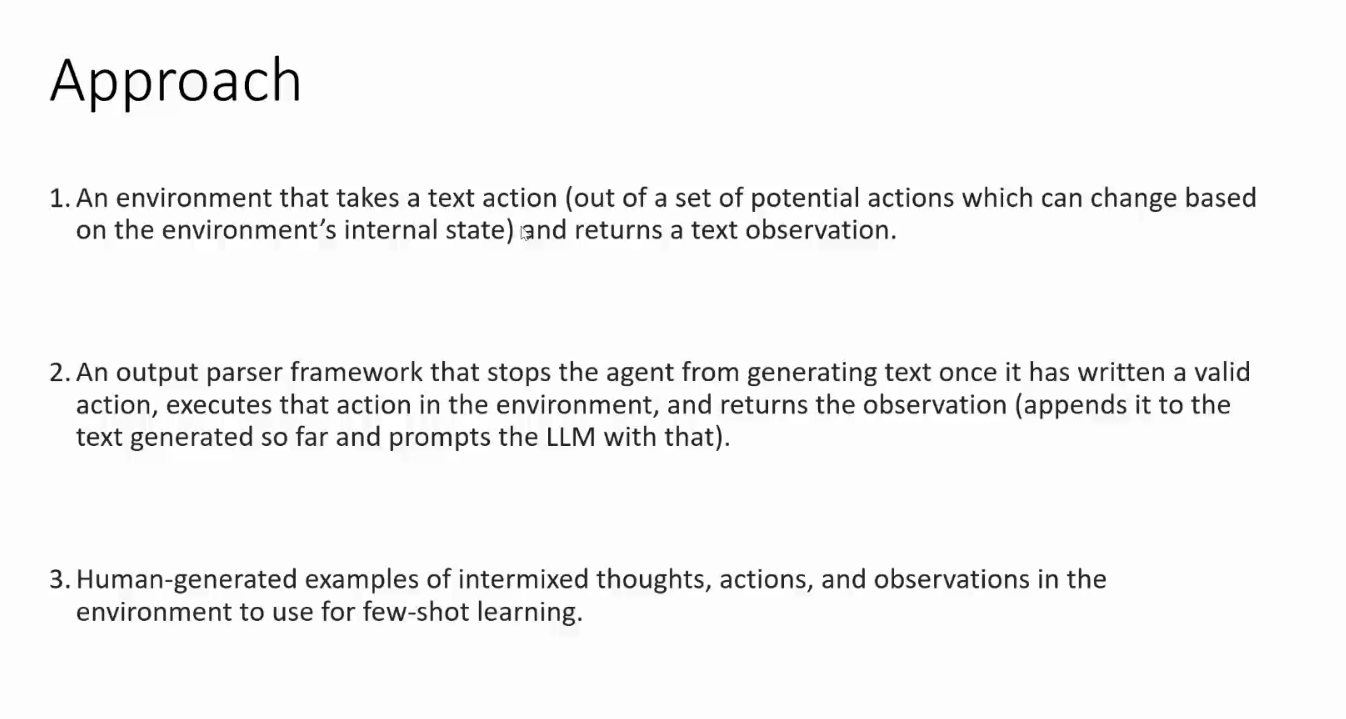 Approach
1. An environment that takes a text action (out of a set of potential actions which can change based
on the environment’s internal state) and returns a text observation.
2. An output parser framework that stops the agent from generating text once it has written a valid
action, executes that action in the environment, and returns the observation (appends it to the
text generated so far and prompts the LLM with that).
3. Human-generated examples of intermixed thoughts, actions, and observations in the
environment to use for few-shot learning.